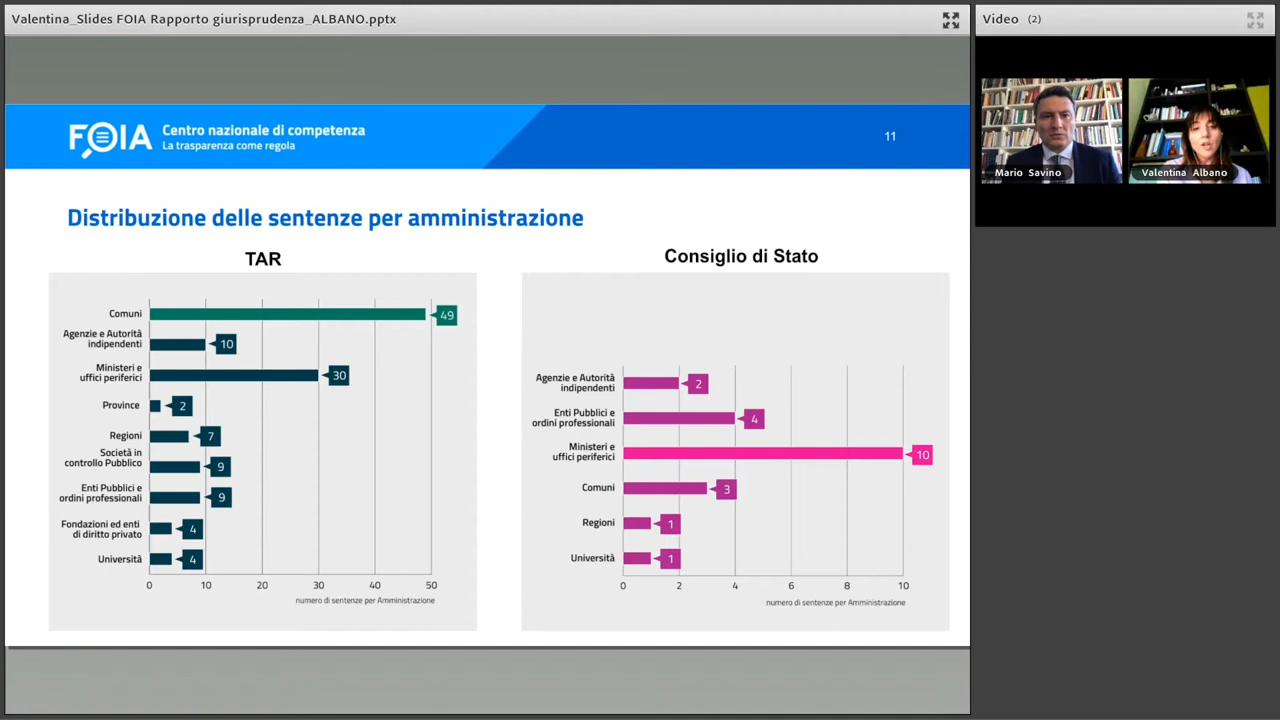 Valentina_Slides FOIA Rapporto giurisprudenza_ALBANO.pptx
Video (2)
Mario Savino
Valentina Albano
FOIA
Centro nazionale di competenza
La trasparenza come regola
11
Distribuzione delle sentenze per amministrazione
TAR
Comuni
49
Agenzie e Autorità
indipendenti
10
Ministeri e
uffici periferici
30
Province
2
Regioni
7
Società in
controllo Pubblico
9
Enti Pubblici e
ordini professionali
9
Fondazioni ed enti
di diritto privato
4
Università
4
0 10 20 30 40 50
numero di sentenze per Amministrazione
Consiglio di Stato
Agenzie e Autorità
indipendenti
2
Enti Pubblici e
ordini professionali
4
Ministeri e
uffici periferici
10
Comuni
3
Regioni
1
Università
1
0 2 4 6 8 10
numero di sentenze per Amministrazione